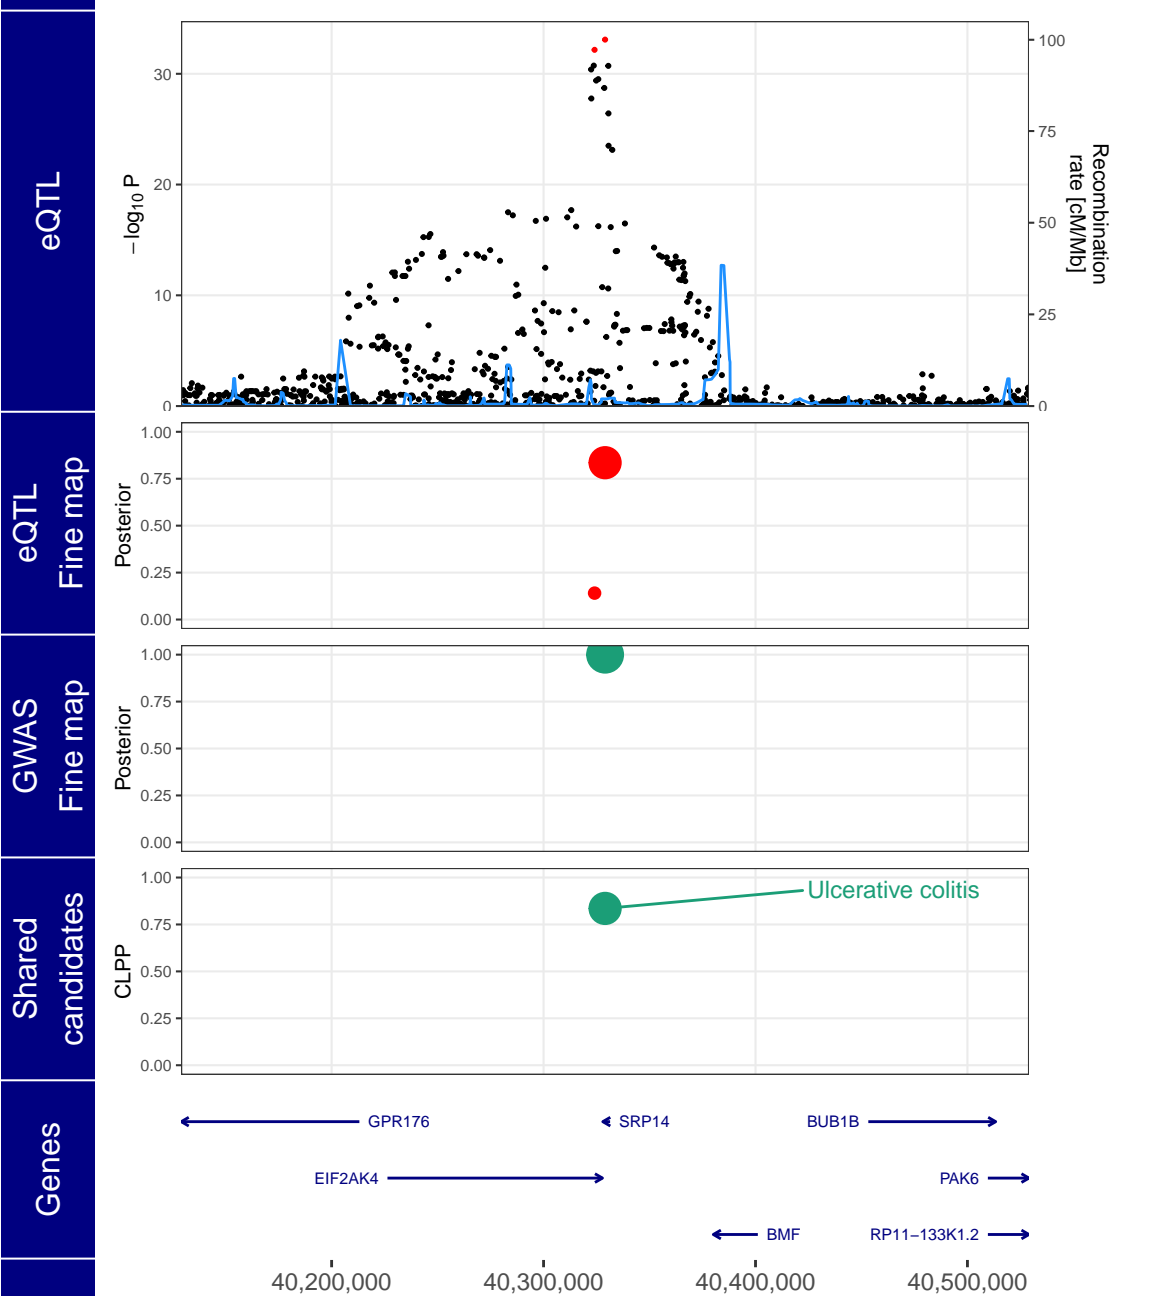 eQTL
−log10 P
30
20
10
0
100
75
50
25
0
Recombination
rate [cM/Mb]
eQTL
Fine map
Posterior
1.00
0.75
0.50
0.25
0.00
GWAS
Fine map
Posterior
1.00
0.75
0.50
0.25
0.00
Shared
candidates
CLPP
1.00
0.75
0.50
0.25
0.00
Ulcerative colitis
Genes
GPR176
SRP14
BUB1B
EIF2AK4
PAK6
BMF
RP11−133K1.2
40,200,000
40,300,000
40,400,000
40,500,000